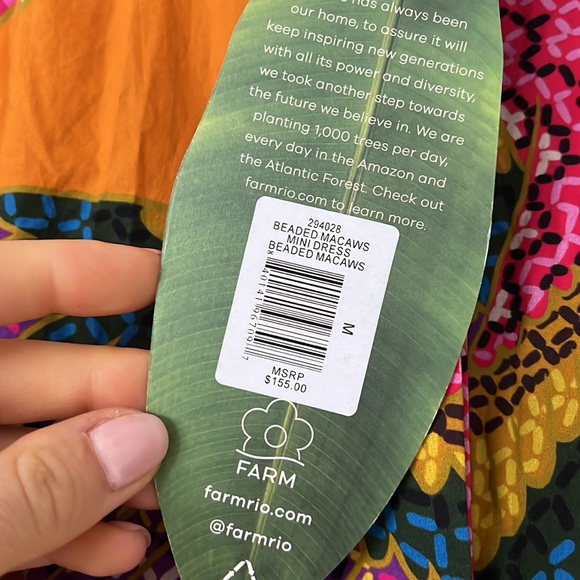 has always been
our home, to assure it will
keep inspiring new generations
with all its power and diversity,
we took another step towards
the future we believe in. We are
planting 1,000 trees per day,
every day in the Amazon and
the Atlantic Forest. Check out
farmrio.com to learn more.
294028
BEADED MACAWS
MINI DRESS
BEADED MACAWS
M
MSRP
$155.00
FARM
farmrio.com
@farmrio